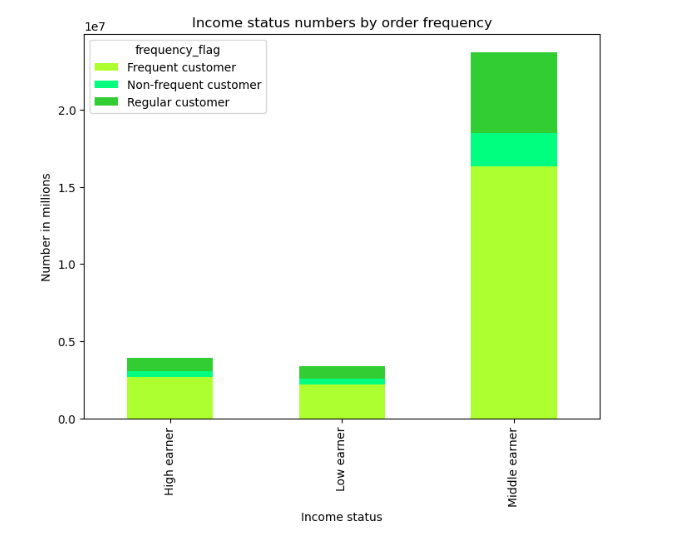 Income status numbers by order frequency
1e7
frequency_flag
Frequent customer
Non-frequent customer
Regular customer
2.0
1.5
1.0
0.5
0.0
Number in millions
High earner
Low earner
Middle earner
Income status